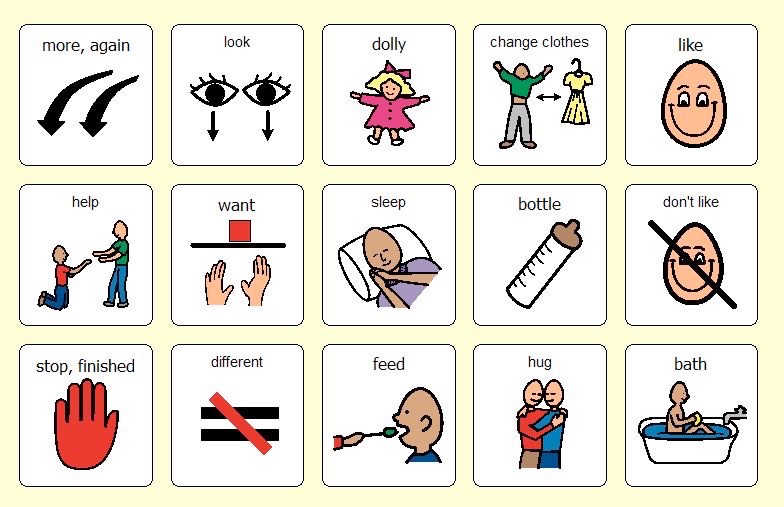 more, again
look
dolly
change clothes
like
help
want
sleep
bottle
don't like
stop, finished
different
feed
hug
bath